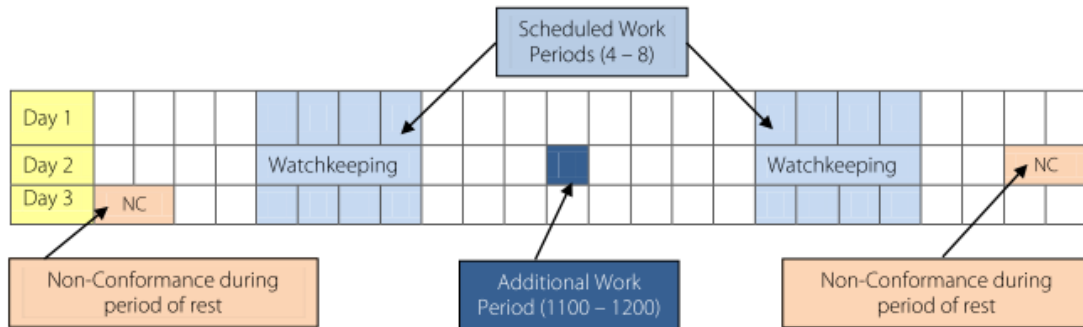 Scheduled Work
Periods (4 – 8)
Day 1
Day 2
Watchkeeping
Watchkeeping
NC
Day 3
NC
Non-Conformance during
period of rest
Additional Work
Period (1100 – 1200)
Non-Conformance during
period of rest